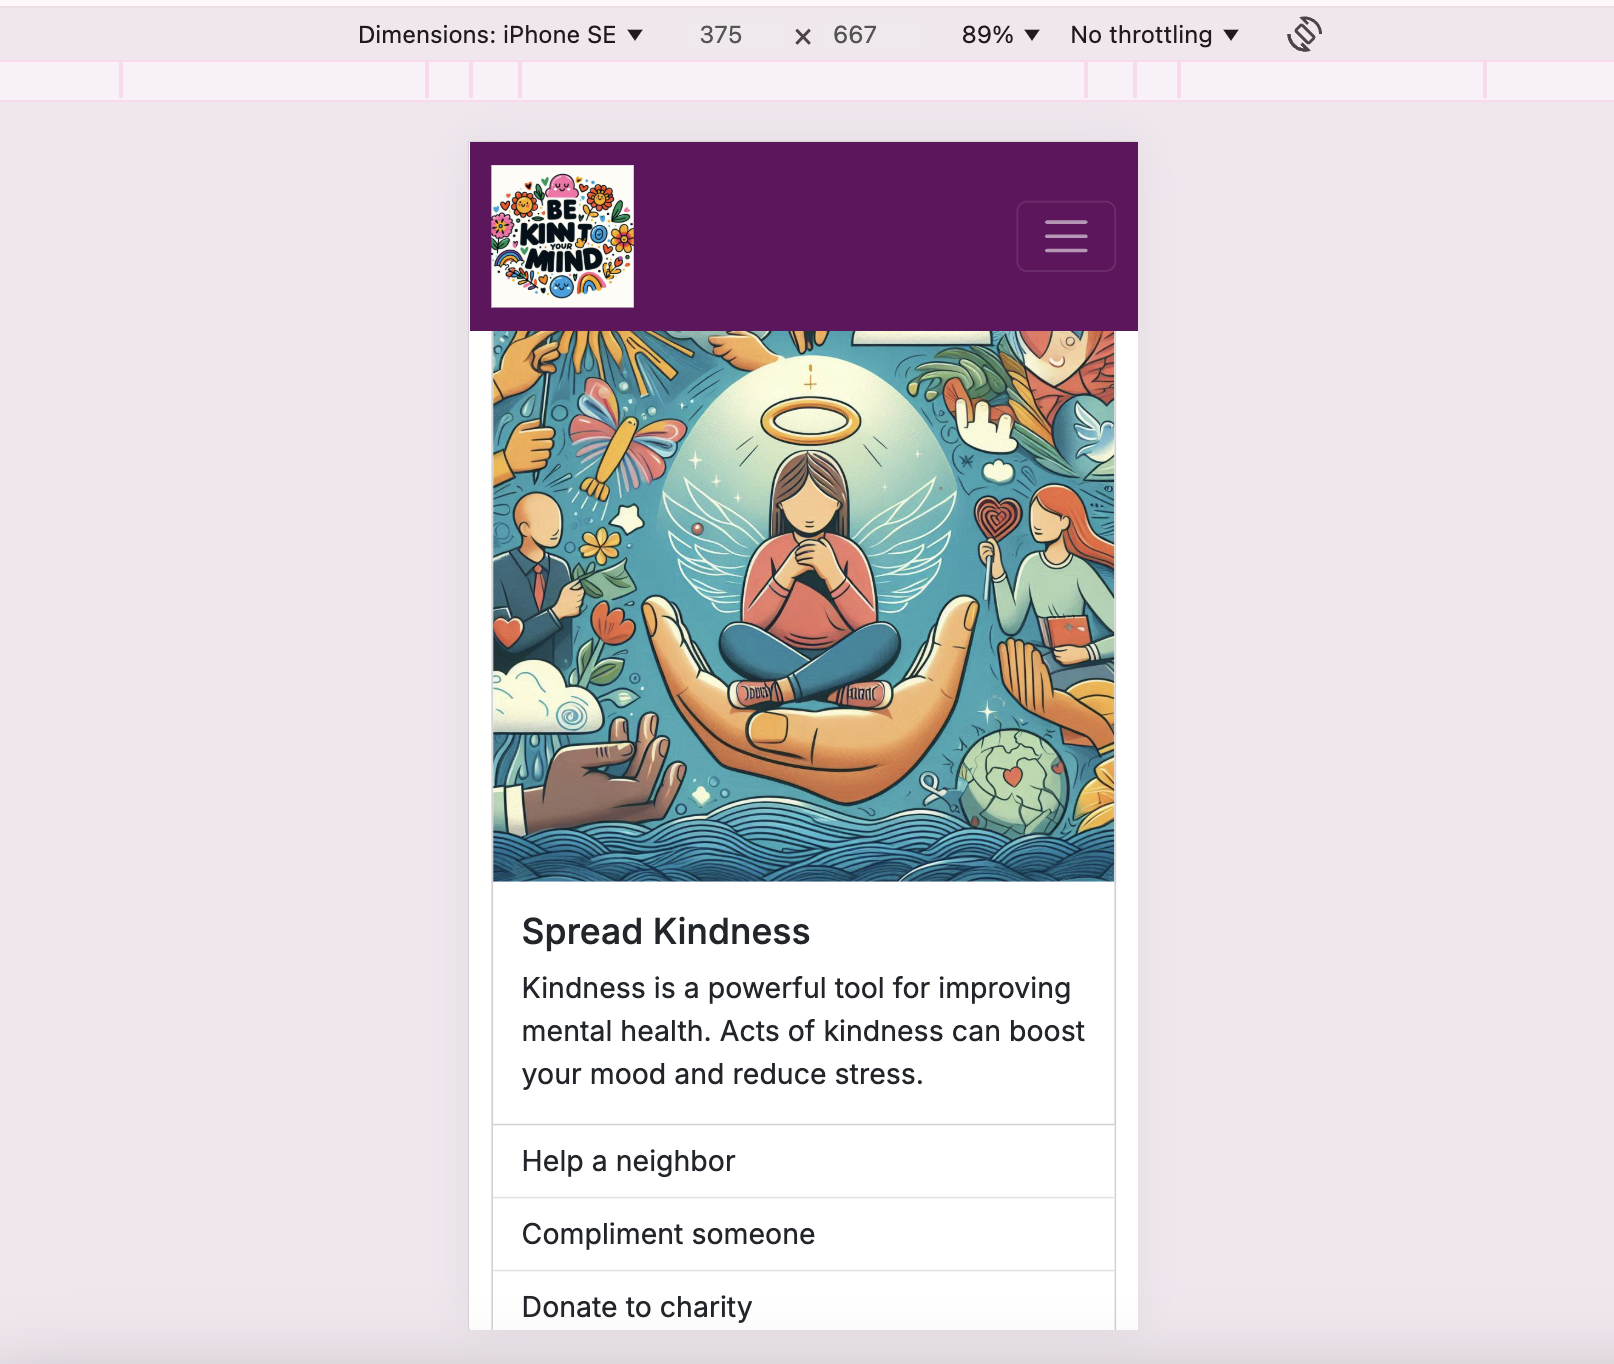 Dimensions: iPhone SE ▼ 375 × 667 89% ▼ No throttling ▼
BE
KINN TO
YOUR
MIIND
Spread Kindness
Kindness is a powerful tool for improving
mental health. Acts of kindness can boost
your mood and reduce stress.
Help a neighbor
Compliment someone
Donate to charity